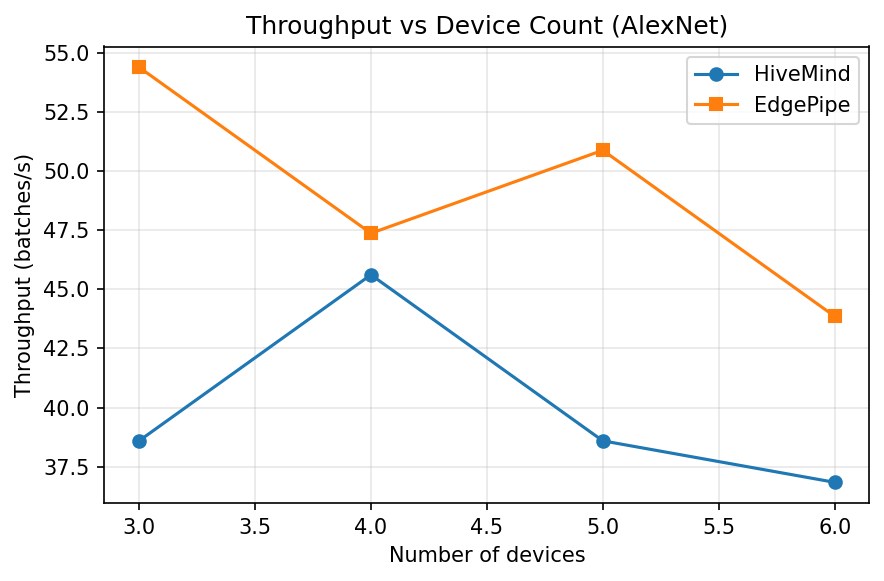 Throughput vs Device Count (AlexNet)
HiveMind
EdgePipe
Throughput (batches/s)
55.0
52.5
50.0
47.5
45.0
42.5
40.0
37.5
3.0 3.5 4.0 4.5 5.0 5.5 6.0
Number of devices